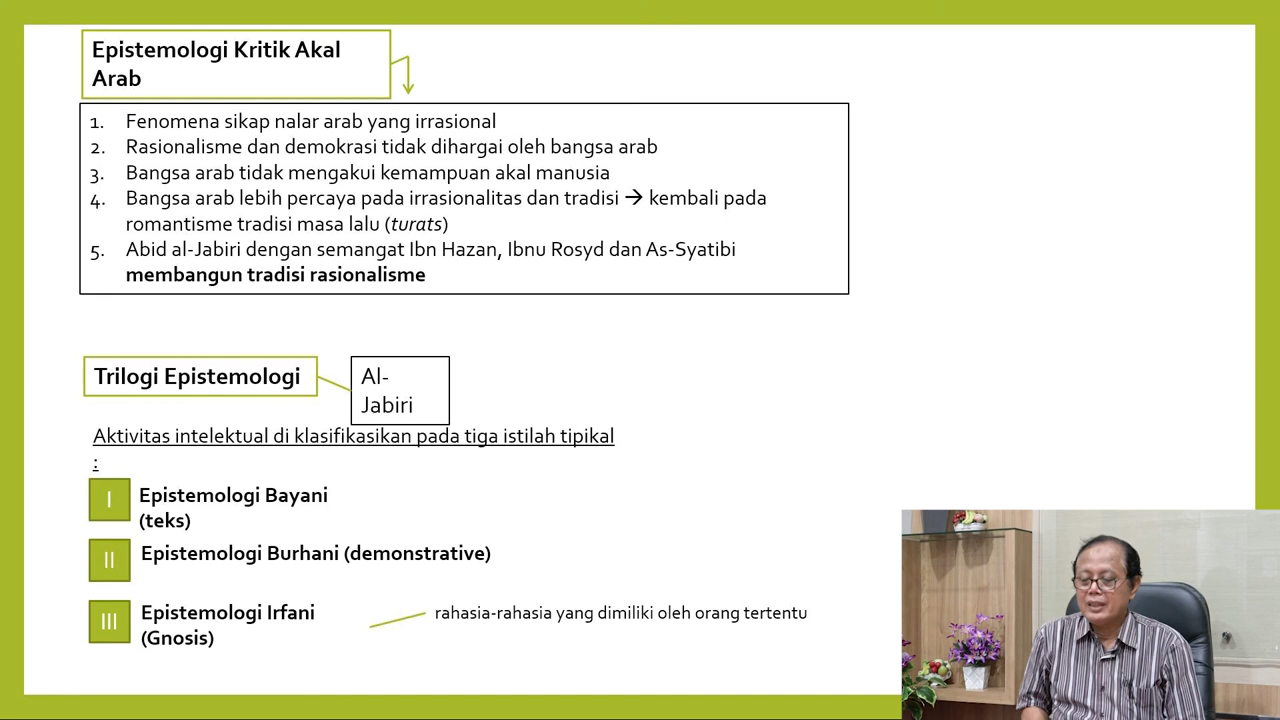 Epistemologi Kritik Akal
Arab
1. Fenomena sikap nalar arab yang irrasional
2. Rasionalisme dan demokrasi tidak dihargai oleh bangsa arab
3. Bangsa arab tidak mengakui kemampuan akal manusia
4. Bangsa arab lebih percaya pada irrasionalitas dan tradisi → kembali pada
romantisme tradisi masa lalu (turats)
5. Abid al-Jabiri dengan semangat Ibn Hazan, Ibnu Rosyd dan As-Syatibi
membangun tradisi rasionalisme
Trilogi Epistemologi
Al-
Jabiri
Aktivitas intelektual di klasifikasikan pada tiga istilah tipikal
:
I Epistemologi Bayani
(teks)
II Epistemologi Burhani (demonstrative)
III Epistemologi Irfani
(Gnosis)
rahasia-rahasia yang dimiliki oleh orang tertentu